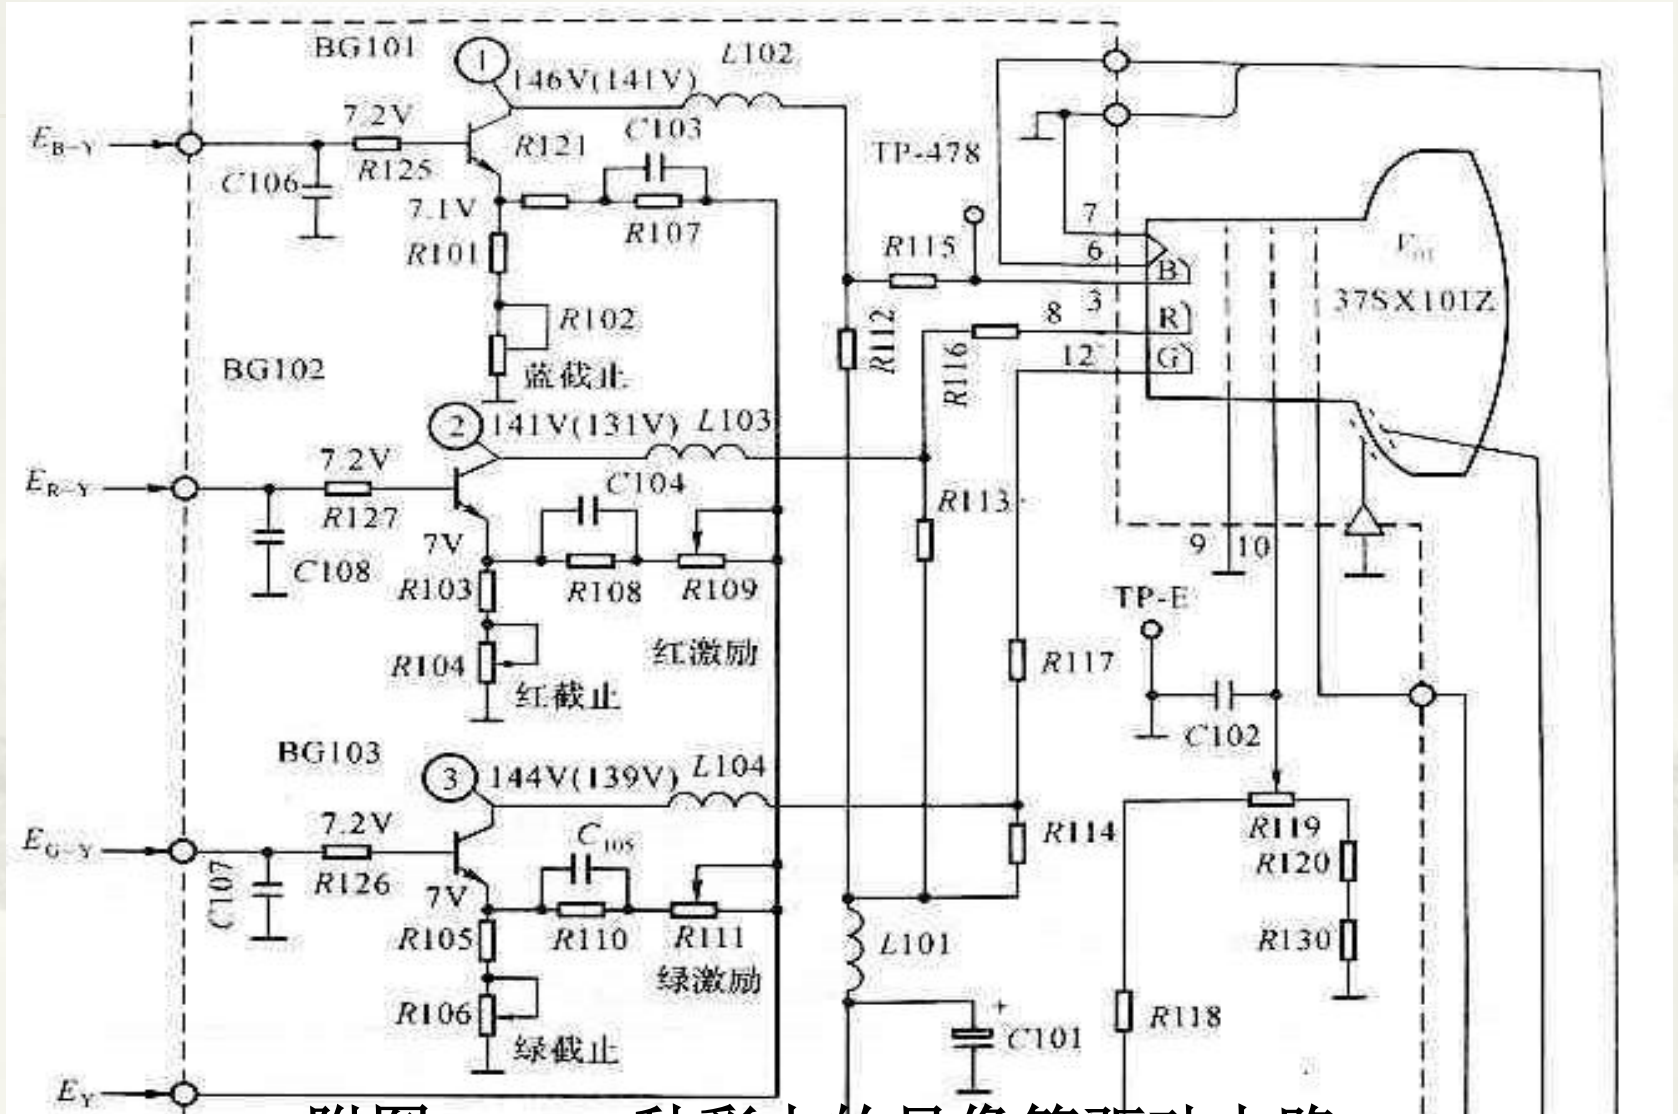 BG101
1
146V(141V)
L102
E B-Y
7.2V
C103
R121
TP-478
C106
R125
7.1V
R107
R101
R115
7
6
B
3
37SX101Z
R102
8
R
R112
12
G
R116
蓝截止
BG102
2
141V(131V)
L103
E R-Y
7.2V
C104
R127
R113
7V
9
10
C108
R103
R108
R109
TP-E
R104
红激励
R117
红截止
C102
BG103
3
144V(139V)
L104
E G-Y
7.2V
C105
R114
R119
R120
C107
R126
7V
R105
R110
R111
L101
R130
绿激励
R106
+
C101
R118
绿截止
E Y